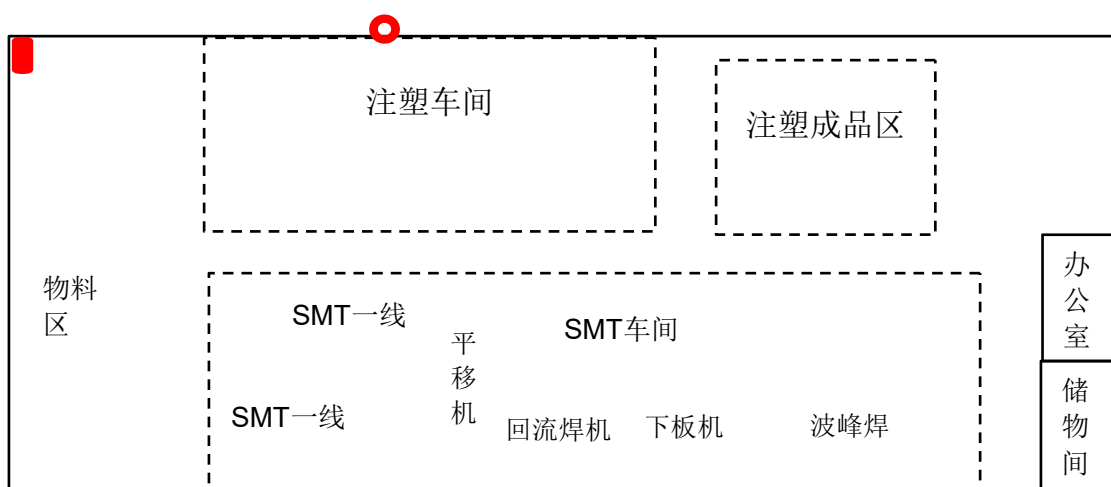 注塑车间
注塑成品区
办公室
物料
区
SMT一线
平移机
SMT车间
SMT一线
回流焊机
下板机
波峰焊
储物间